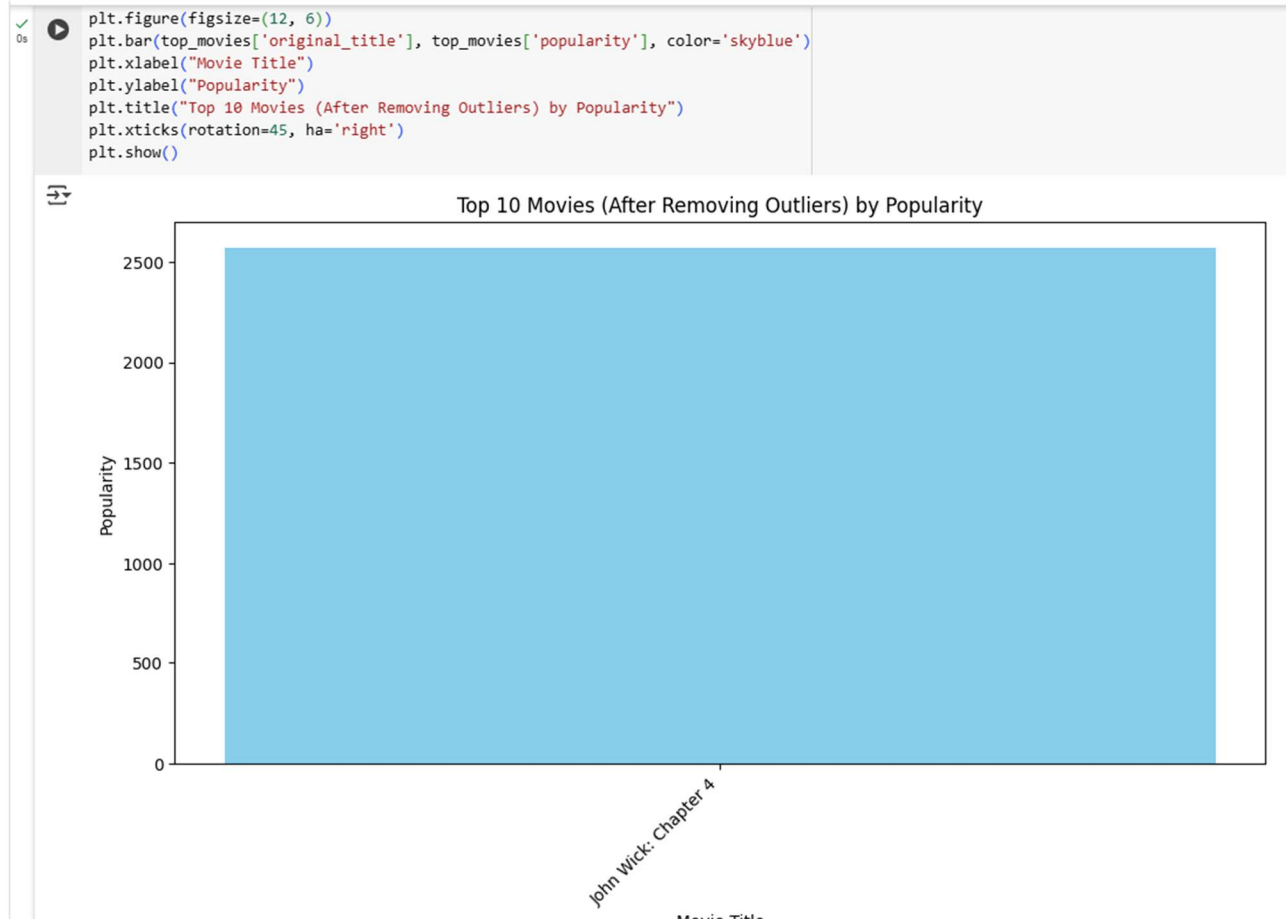 0s
plt.figure(figsize=(12, 6))
plt.bar(top_movies['original_title'], top_movies['popularity'], color='skyblue')
plt.xlabel("Movie Title")
plt.ylabel("Popularity")
plt.title("Top 10 Movies (After Removing Outliers) by Popularity")
plt.xticks(rotation=45, ha='right')
plt.show()
Top 10 Movies (After Removing Outliers) by Popularity
2500
2000
1500
1000
500
0
Popularity
John Wick: Chapter 4
Movie Title